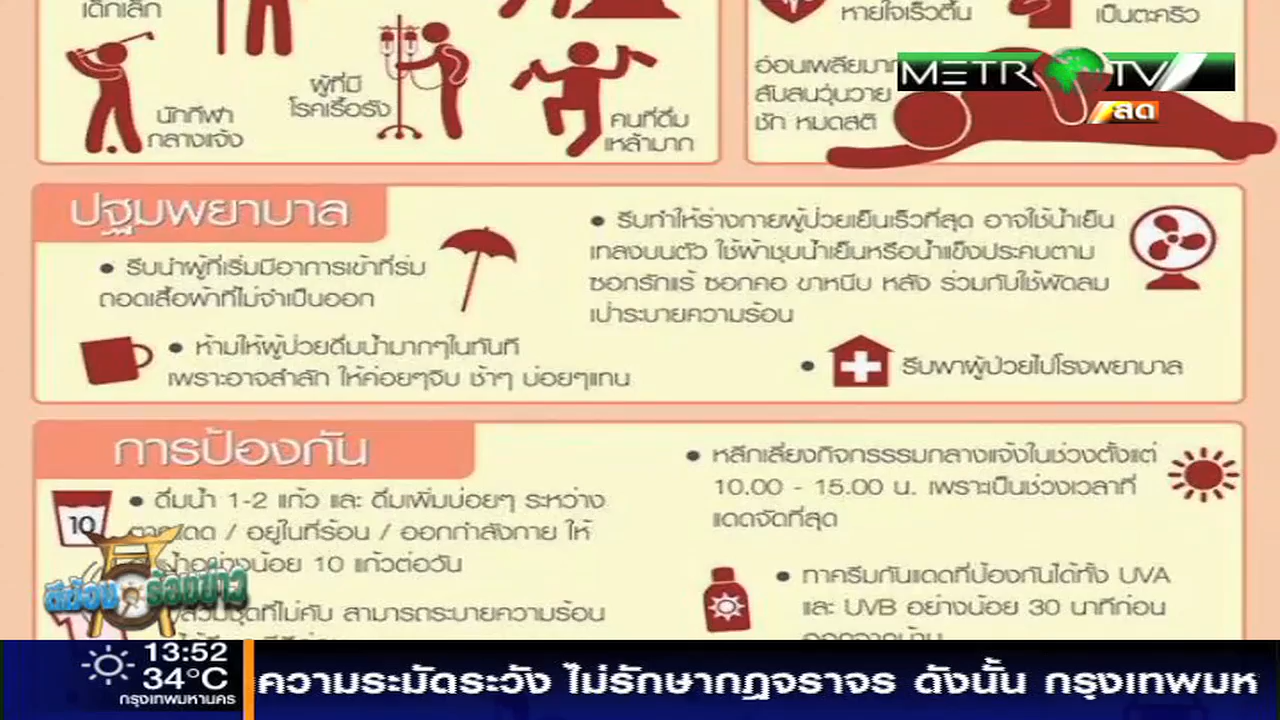 เด็กเล็ก
นักกีฬา
กลางแจ้ง
ผู้ที่มี
โรคเรื้อรัง
คนที่ดื่ม
เหล้ามาก
หายใจเร็วตื้น
เป็นตะคริว
อ่อนเพลียมาก
สับสนวุ่นวาย
ชัก หมดสติ
METR TV
สด
ปฐมพยาบาล
• รีบนำผู้ที่เริ่มมีอาการเข้าที่ร่ม
ถอดเสื้อผ้าที่ไม่จำเป็นออก
• ห้ามให้ผู้ป่วยดื่มน้ำมากๆในทันที
เพราะอาจสำลัก ให้ค่อยๆจิบ ช้าๆ บ่อยๆแทน
• รีบทำให้ร่างกายผู้ป่วยเย็นเร็วที่สุด อาจใช้น้ำเย็น
เทลงบนตัว ใช้ผ้าชุบน้ำเย็นหรือน้ำแข็งประคบตาม
ซอกรักแร้ ซอกคอ ขาหนีบ หลัง ร่วมกับใช้พัดลม
เป่าระบายความร้อน
• รีบพาผู้ป่วยไปโรงพยาบาล
การป้องกัน
10
• ดื่มน้ำ 1-2 แก้ว และ ดื่มเพิ่มบ่อยๆ ระหว่าง
/ อยู่ในที่ร้อน / ออกกำลังกาย ให้
10 แก้วต่อวัน
ชุดที่ไม่คับ สามารถระบายความร้อน
• หลีกเลี่ยงกิจกรรรมกลางแจ้งในช่วงตั้งแต่
10.00 - 15.00 น. เพราะเป็นช่วงเวลาที่
แดดจัดที่สุด
• ทาครีมกันแดดที่ป้องกันได้ทั้ง UVA
และ UVB อย่างน้อย 30 นาทีก่อน
ออกจากบ้าน
ตีฆ้อง ร้องข่าว
13:52
34°C
กรุงเทพมหานคร
ความระมัดระวัง ไม่รักษากฎจราจร ดังนั้น กรุงเทพมห